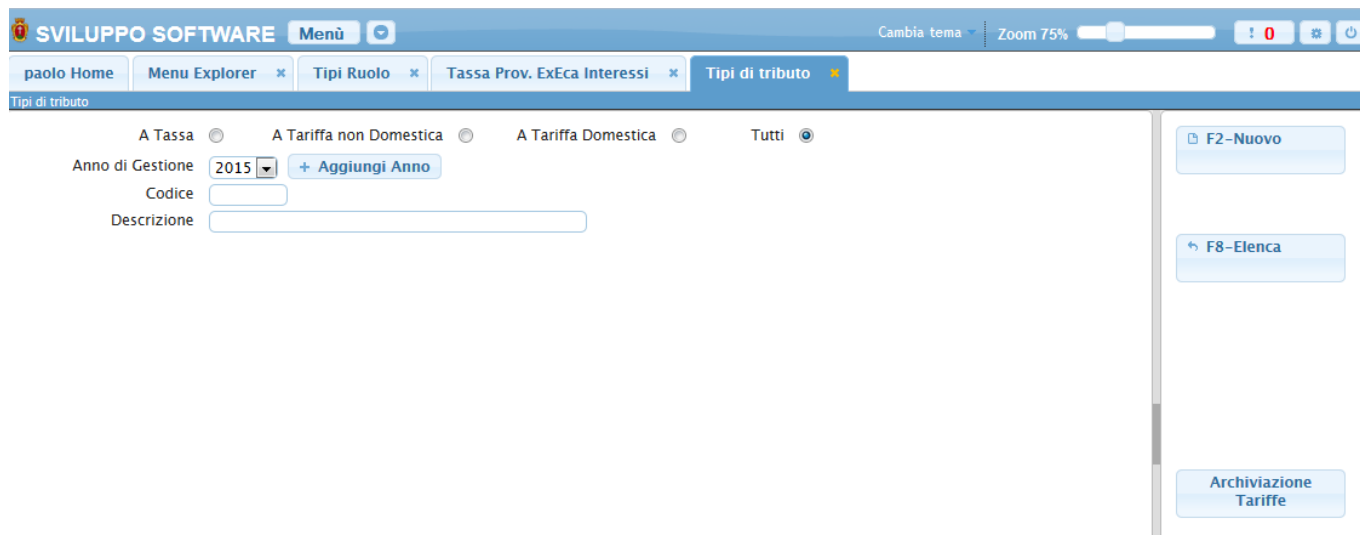 SVILUPPO SOFTWARE Menù Cambia tema Zoom 75% ! 0
paolo Home Menu Explorer × Tipi Ruolo × Tassa Prov. ExEca Interessi × Tipi di tributo ×
Tipi di tributo
A Tassa A Tariffa non Domestica A Tariffa Domestica Tutti
Anno di Gestione 2015 + Aggiungi Anno
Codice
Descrizione
F2-Nuovo
F8-Elenca
Archiviazione
Tariffe